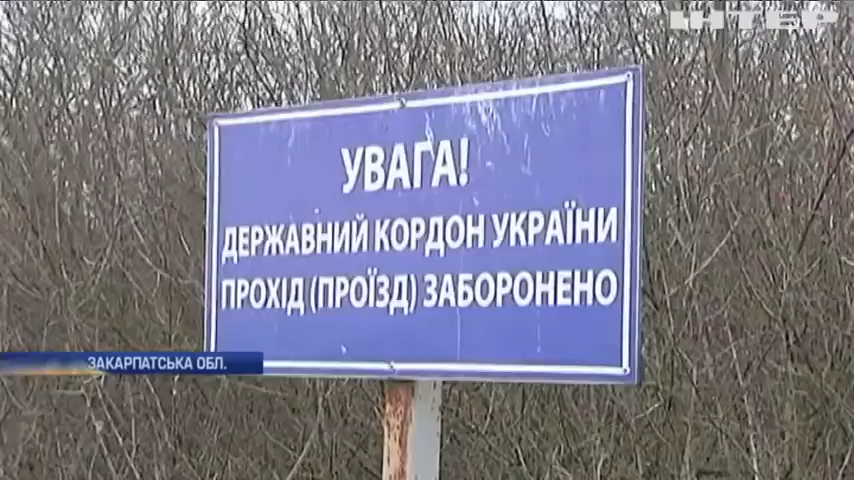 ІНТЕР
УВАГА!
ДЕРЖАВНИЙ КОРДОН УКРАЇНИ
ПРОХІД (ПРОЇЗД) ЗАБОРОНЕНО
ЗАКАРПАТСЬКА ОБЛ.